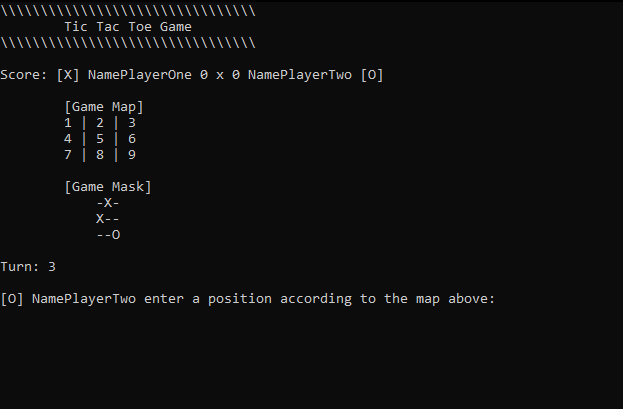 \\\\\\\\\\\\\\\\\\\\\\\\\\\\\\\\
Tic Tac Toe Game
\\\\\\\\\\\\\\\\\\\\\\\\\\\\\\\\
Score: [X] NamePlayerOne 0 x 0 NamePlayerTwo [O]
[Game Map]
1 | 2 | 3
4 | 5 | 6
7 | 8 | 9
[Game Mask]
-X-
X--
--O
Turn: 3
[O] NamePlayerTwo enter a position according to the map above: